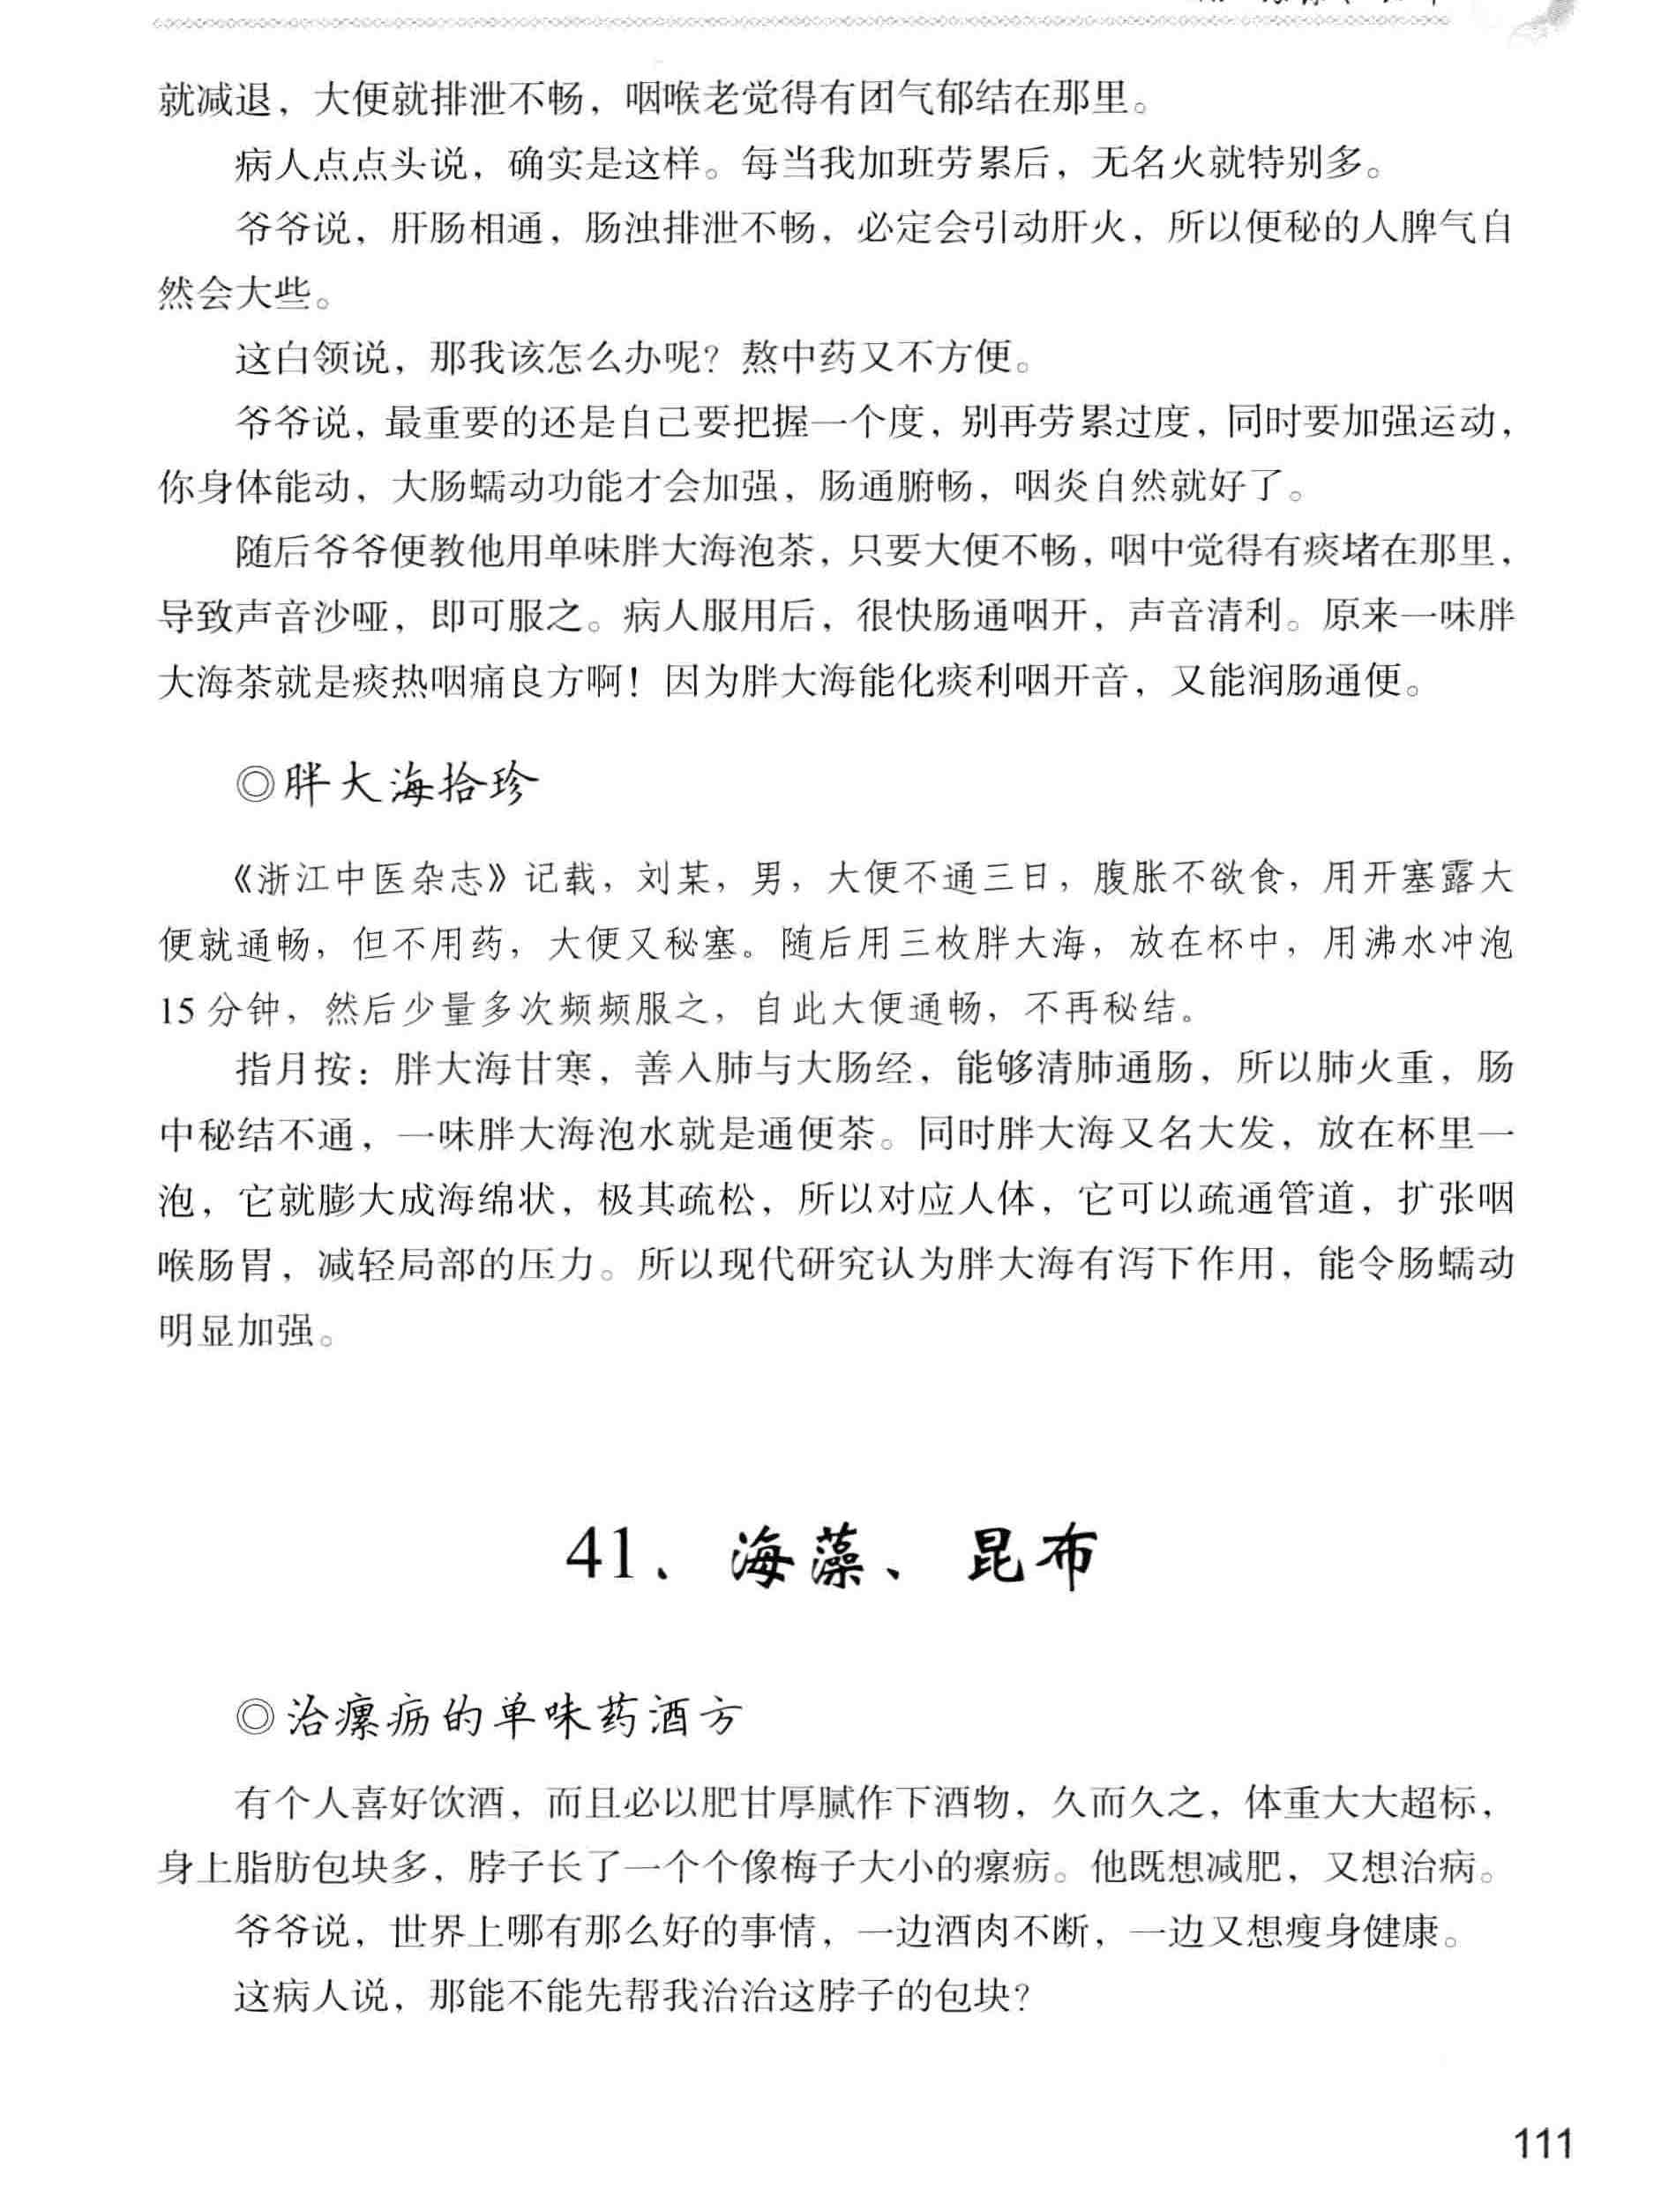 就减退，大便就排泄不畅，咽喉老觉得有团气郁结在那里。
病人点点头说，确实是这样。每当我加班劳累后，无名火就特别多。
爷爷说，肝肠相通，肠浊排泄不畅，必定会引动肝火，所以便秘的人脾气自
然会大些。
这白领说，那我该怎么办呢？熬中药又不方便。
爷爷说，最重要的还是自己要把握一个度，别再劳累过度，同时要加强运动，
你身体能动，大肠蠕动功能才会加强，肠通腑畅，咽炎自然就好了。
随后爷爷便教他用单味胖大海泡茶，只要大便不畅，咽中觉得有痰堵在那里，
导致声音沙哑，即可服之。病人服用后，很快肠通咽开，声音清利。原来一味胖
大海茶就是痰热咽痛良方啊！因为胖大海能化痰利咽开音，又能润肠通便。
◎胖大海拾珍
《浙江中医杂志》记载，刘某，男，大便不通三日，腹胀不欲食，用开塞露大
便就通畅，但不用药，大便又秘塞。随后用三枚胖大海，放在杯中，用沸水冲泡
15分钟，然后少量多次频频服之，自此大便通畅，不再秘结。
指月按：胖大海甘寒，善入肺与大肠经，能够清肺通肠，所以肺火重，肠
中秘结不通，一味胖大海泡水就是通便茶。同时胖大海又名大发，放在杯里一
泡，它就膨大成海绵状，极其疏松，所以对应人体，它可以疏通管道，扩张咽
喉肠胃，减轻局部的压力。所以现代研究认为胖大海有泻下作用，能令肠蠕动
明显加强。
41、海藻、昆布
◎治瘰疬的单味药酒方
有个人喜好饮酒，而且必以肥甘厚腻作下酒物，久而久之，体重大大超标，
身上脂肪包块多，脖子长了一个个像梅子大小的瘰疬。他既想减肥，又想治病。
爷爷说，世界上哪有那么好的事情，一边酒肉不断，一边又想瘦身健康。
这病人说，那能不能先帮我治治这脖子的包块？
111